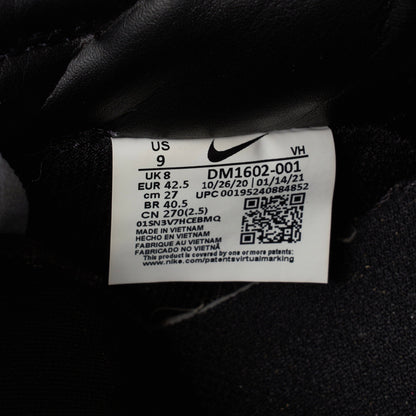 US
9
VH
UK 8
DM1602-001
EUR 42.5
10/26/20 | 01/14/21
cm 27
UPC 00195240884852
BR 40.5
CN 270(2.5)
01SN3V7HCEBMQ
MADE IN VIETNAM
HECHO EN VIETNAM
FABRIQUE AU VIETNAM
FABRICADO NO VIETNÃ
This product is covered by one or more patents. See
www.nike.com/patentsvirtualmarking